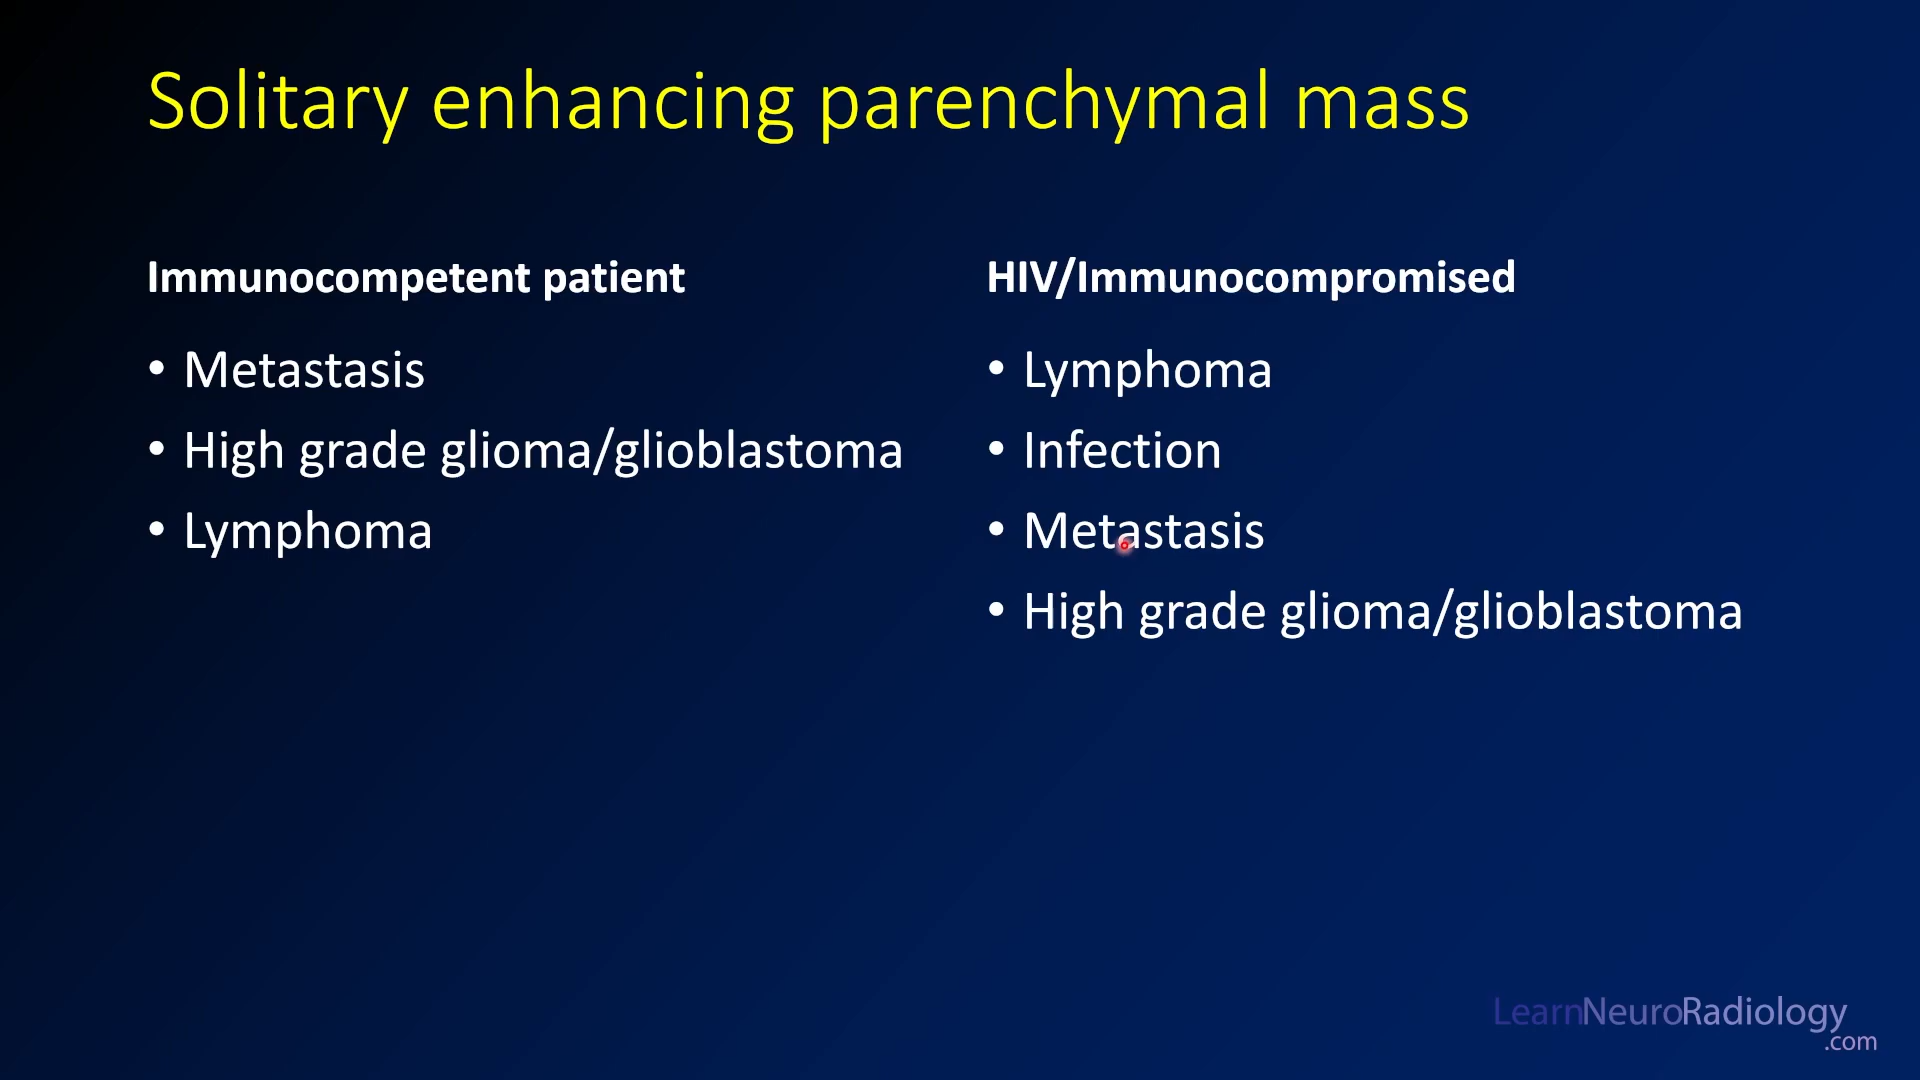 Solitary enhancing parenchymal mass
Immunocompetent patient
• Metastasis
• High grade glioma/glioblastoma
• Lymphoma
HIV/Immunocompromised
• Lymphoma
• Infection
• Metastasis
• High grade glioma/glioblastoma
LearnNeuroRadiology
.com